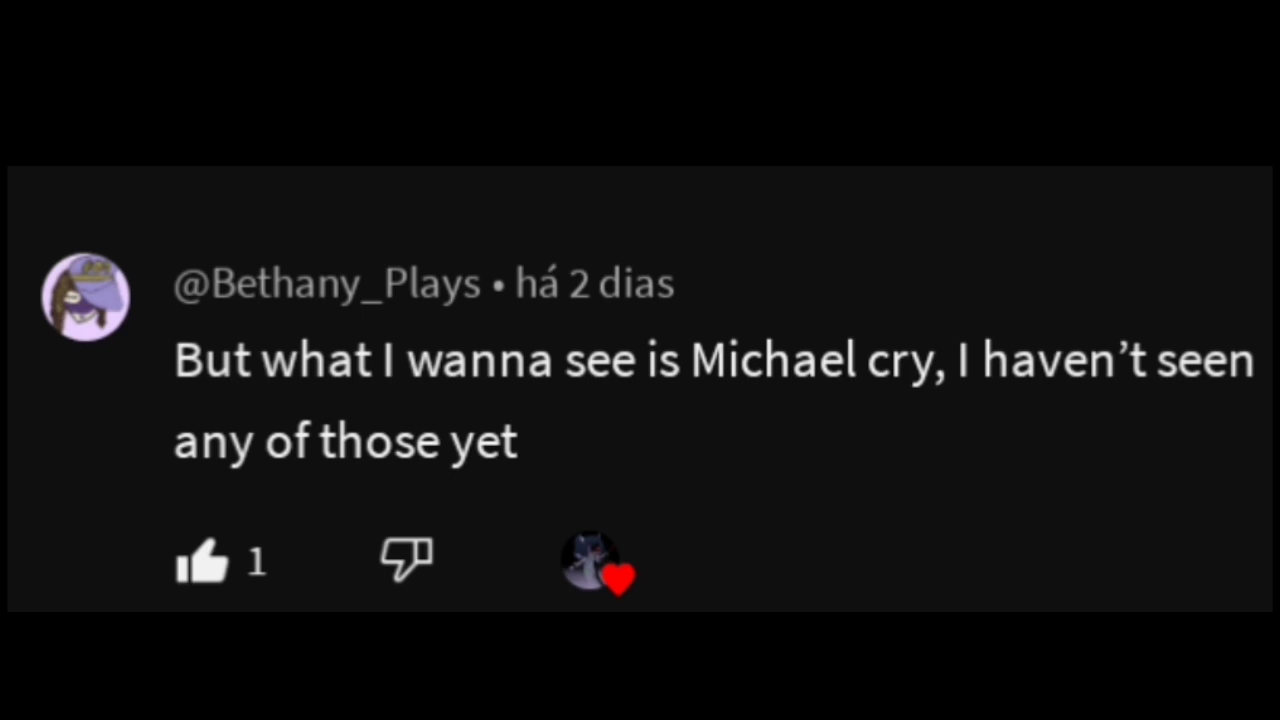 @Bethany_Plays • há 2 dias
But what I wanna see is Michael cry, I haven’t seen
any of those yet
1